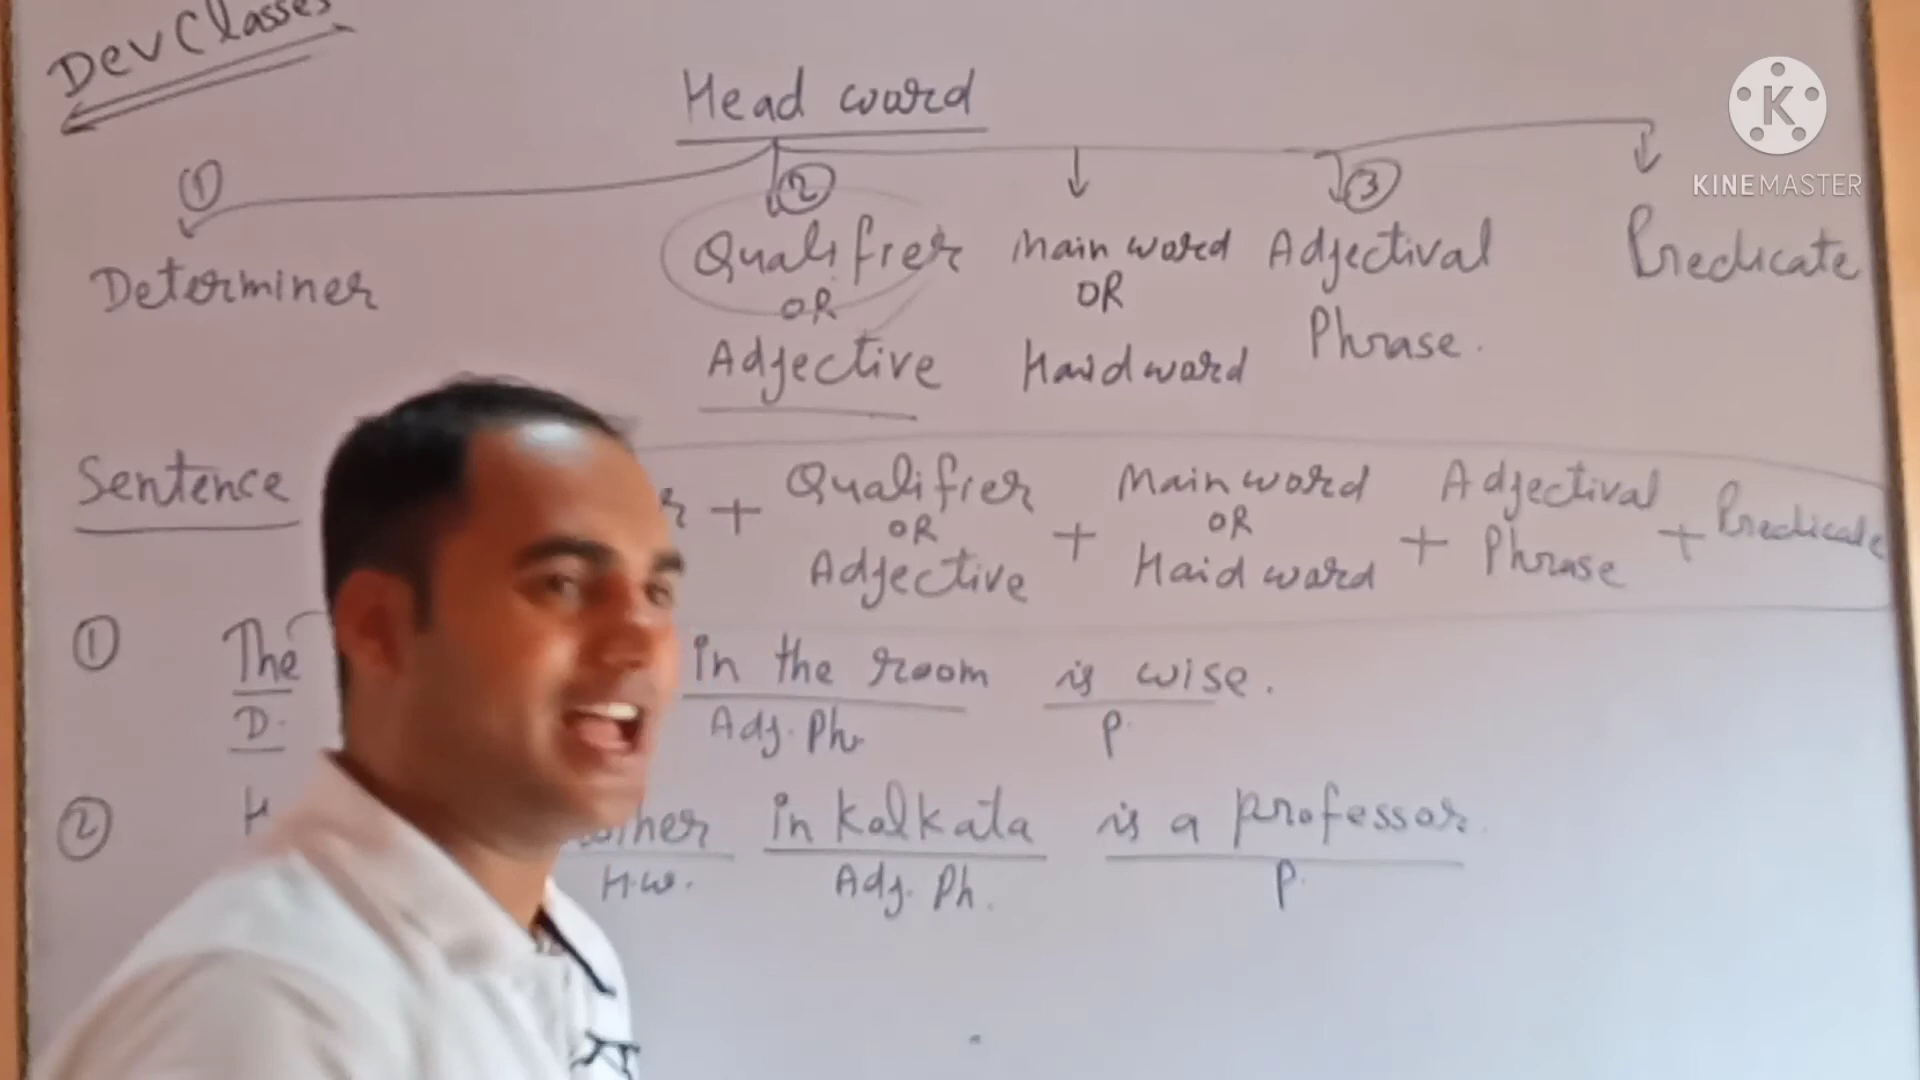 Dev Classes
Head word
① ② ③
Determiner Qualifier Main word Adjectival Predicate
OR OR Phrase.
Adjective Haidword
Sentence r + Qualifier OR Adjective + Main word OR Haid word + Adjectival Phrase + Predicate
① The in the room is wise.
D. Adj. Ph. P.
② H in Kolkata is a professor.
H.W. Adj. Ph. P.
K
KINEMASTER